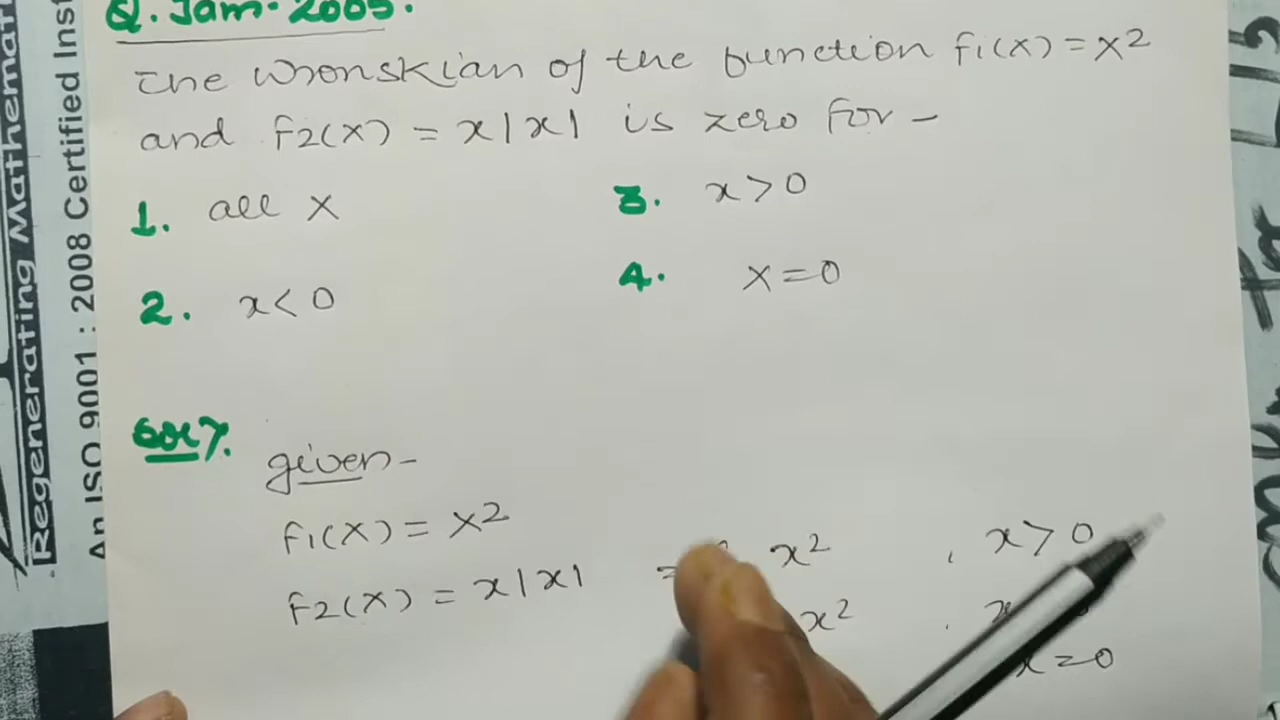 Q. Jam. 2005.
The Wronskian of the function f1(x) = x2
and f2(x) = x|x| is zero for -
1. all x
3. x > 0
2. x < 0
4. x = 0
Sol7.
given -
f1(x) = x2
f2(x) = x|x| = x2 , x > 0
x2 ,
x = 0
Regenerating Mathemat
An ISO 9001 : 2008 Certified Inst